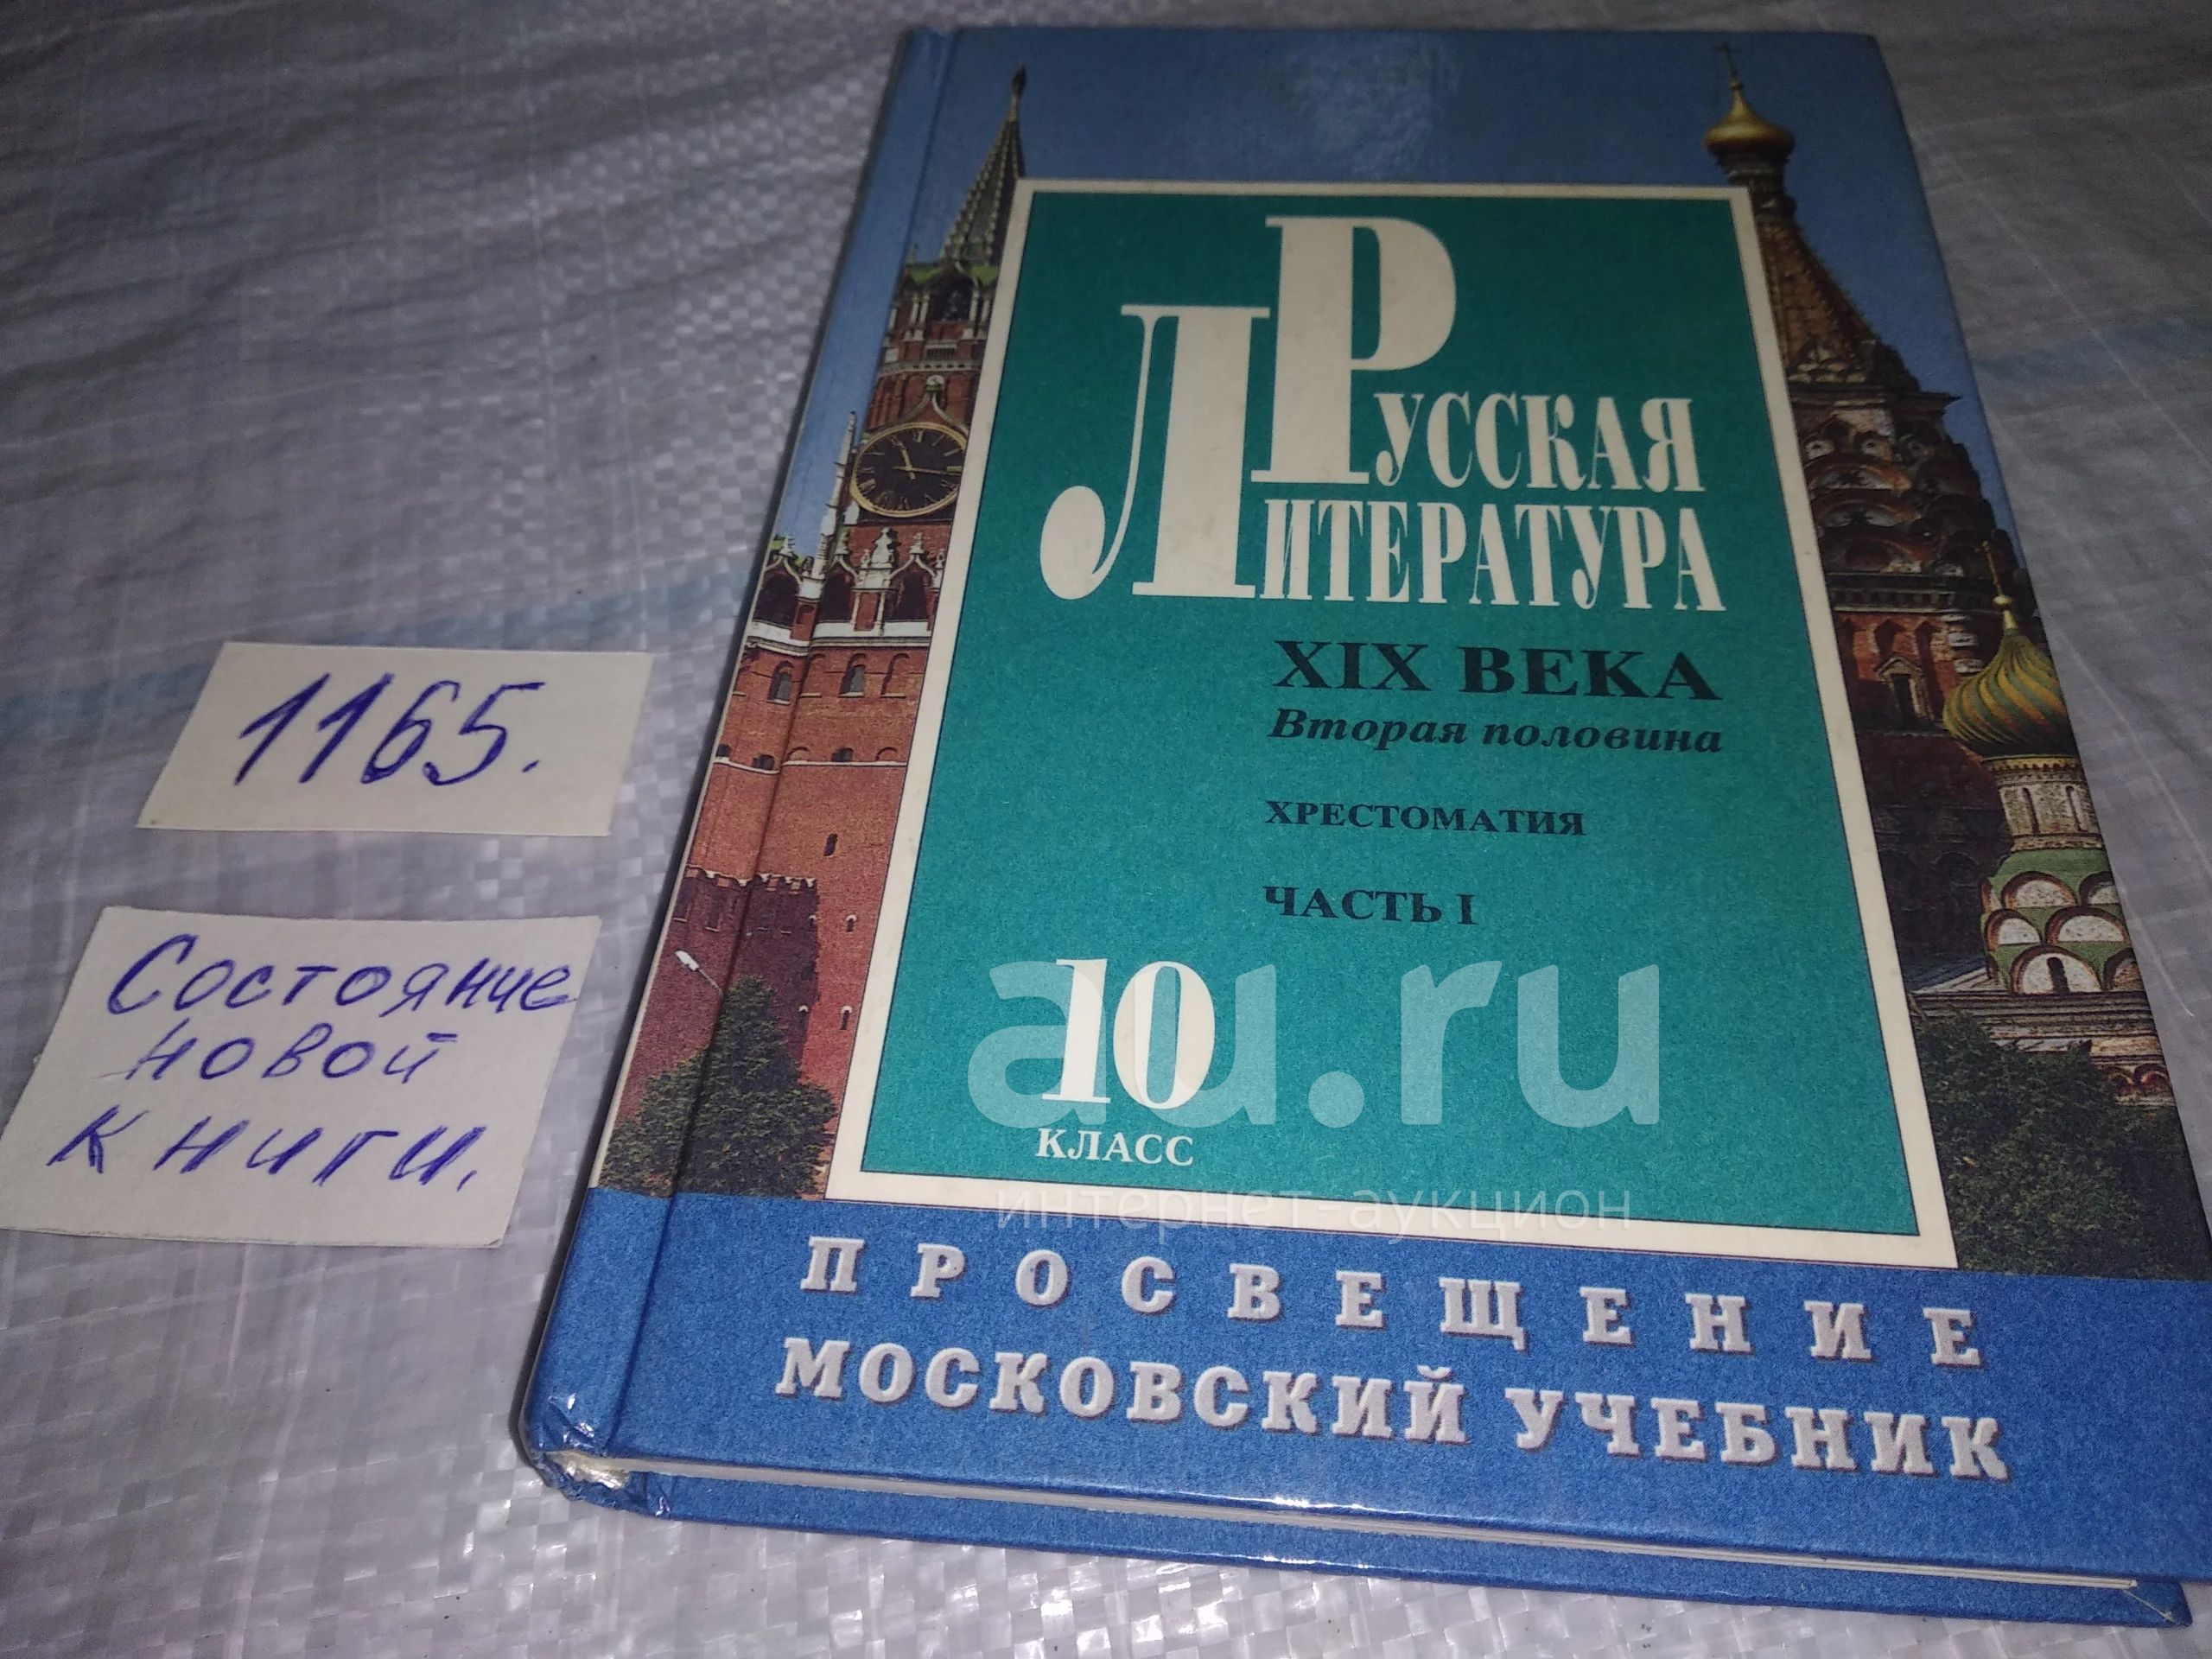 1165.
Состояние
новой
книги.
Русская
Литература
XIX ВЕКА
Вторая половина
ХРЕСТОМАТИЯ
ЧАСТЬ I
10
КЛАСС
au.ru
интернет-аукцион
ПРОСВЕЩЕНИЕ
МОСКОВСКИЙ УЧЕБНИК